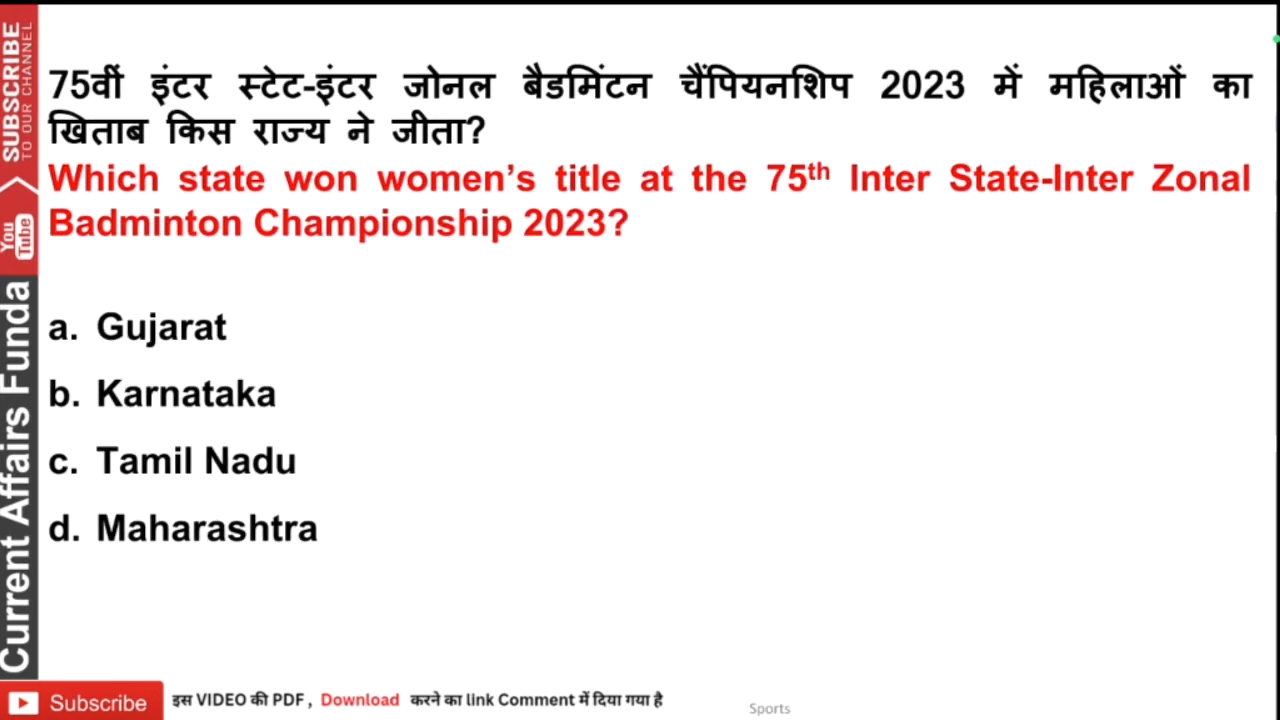 75वीं इंटर स्टेट-इंटर जोनल बैडमिंटन चैंपियनशिप 2023 में महिलाओं का
खिताब किस राज्य ने जीता?
Which state won women’s title at the 75th Inter State-Inter Zonal
Badminton Championship 2023?
a. Gujarat
b. Karnataka
c. Tamil Nadu
d. Maharashtra
SUBSCRIBE
TO OUR CHANNEL
You Tube
Current Affairs Funda
Subscribe
इस VIDEO की PDF , Download करने का link Comment में दिया गया है
Sports